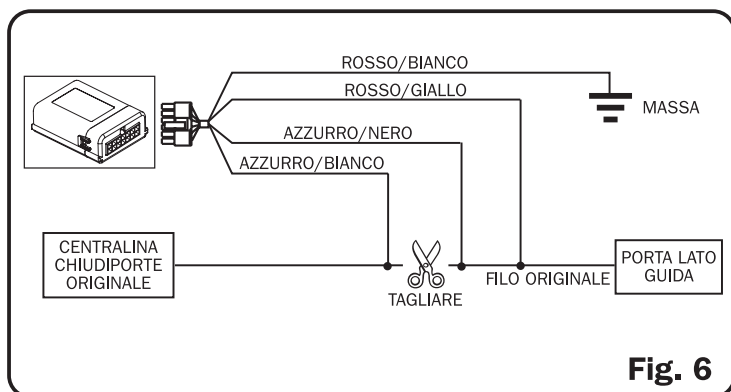 ROSSO/BIANCO
ROSSO/GIALLO
MASSA
AZZURRO/NERO
AZZURRO/BIANCO
CENTRALINA
CHIUDIPORTE
ORIGINALE
TAGLIARE
FILO ORIGINALE
PORTA LATO
GUIDA
Fig. 6